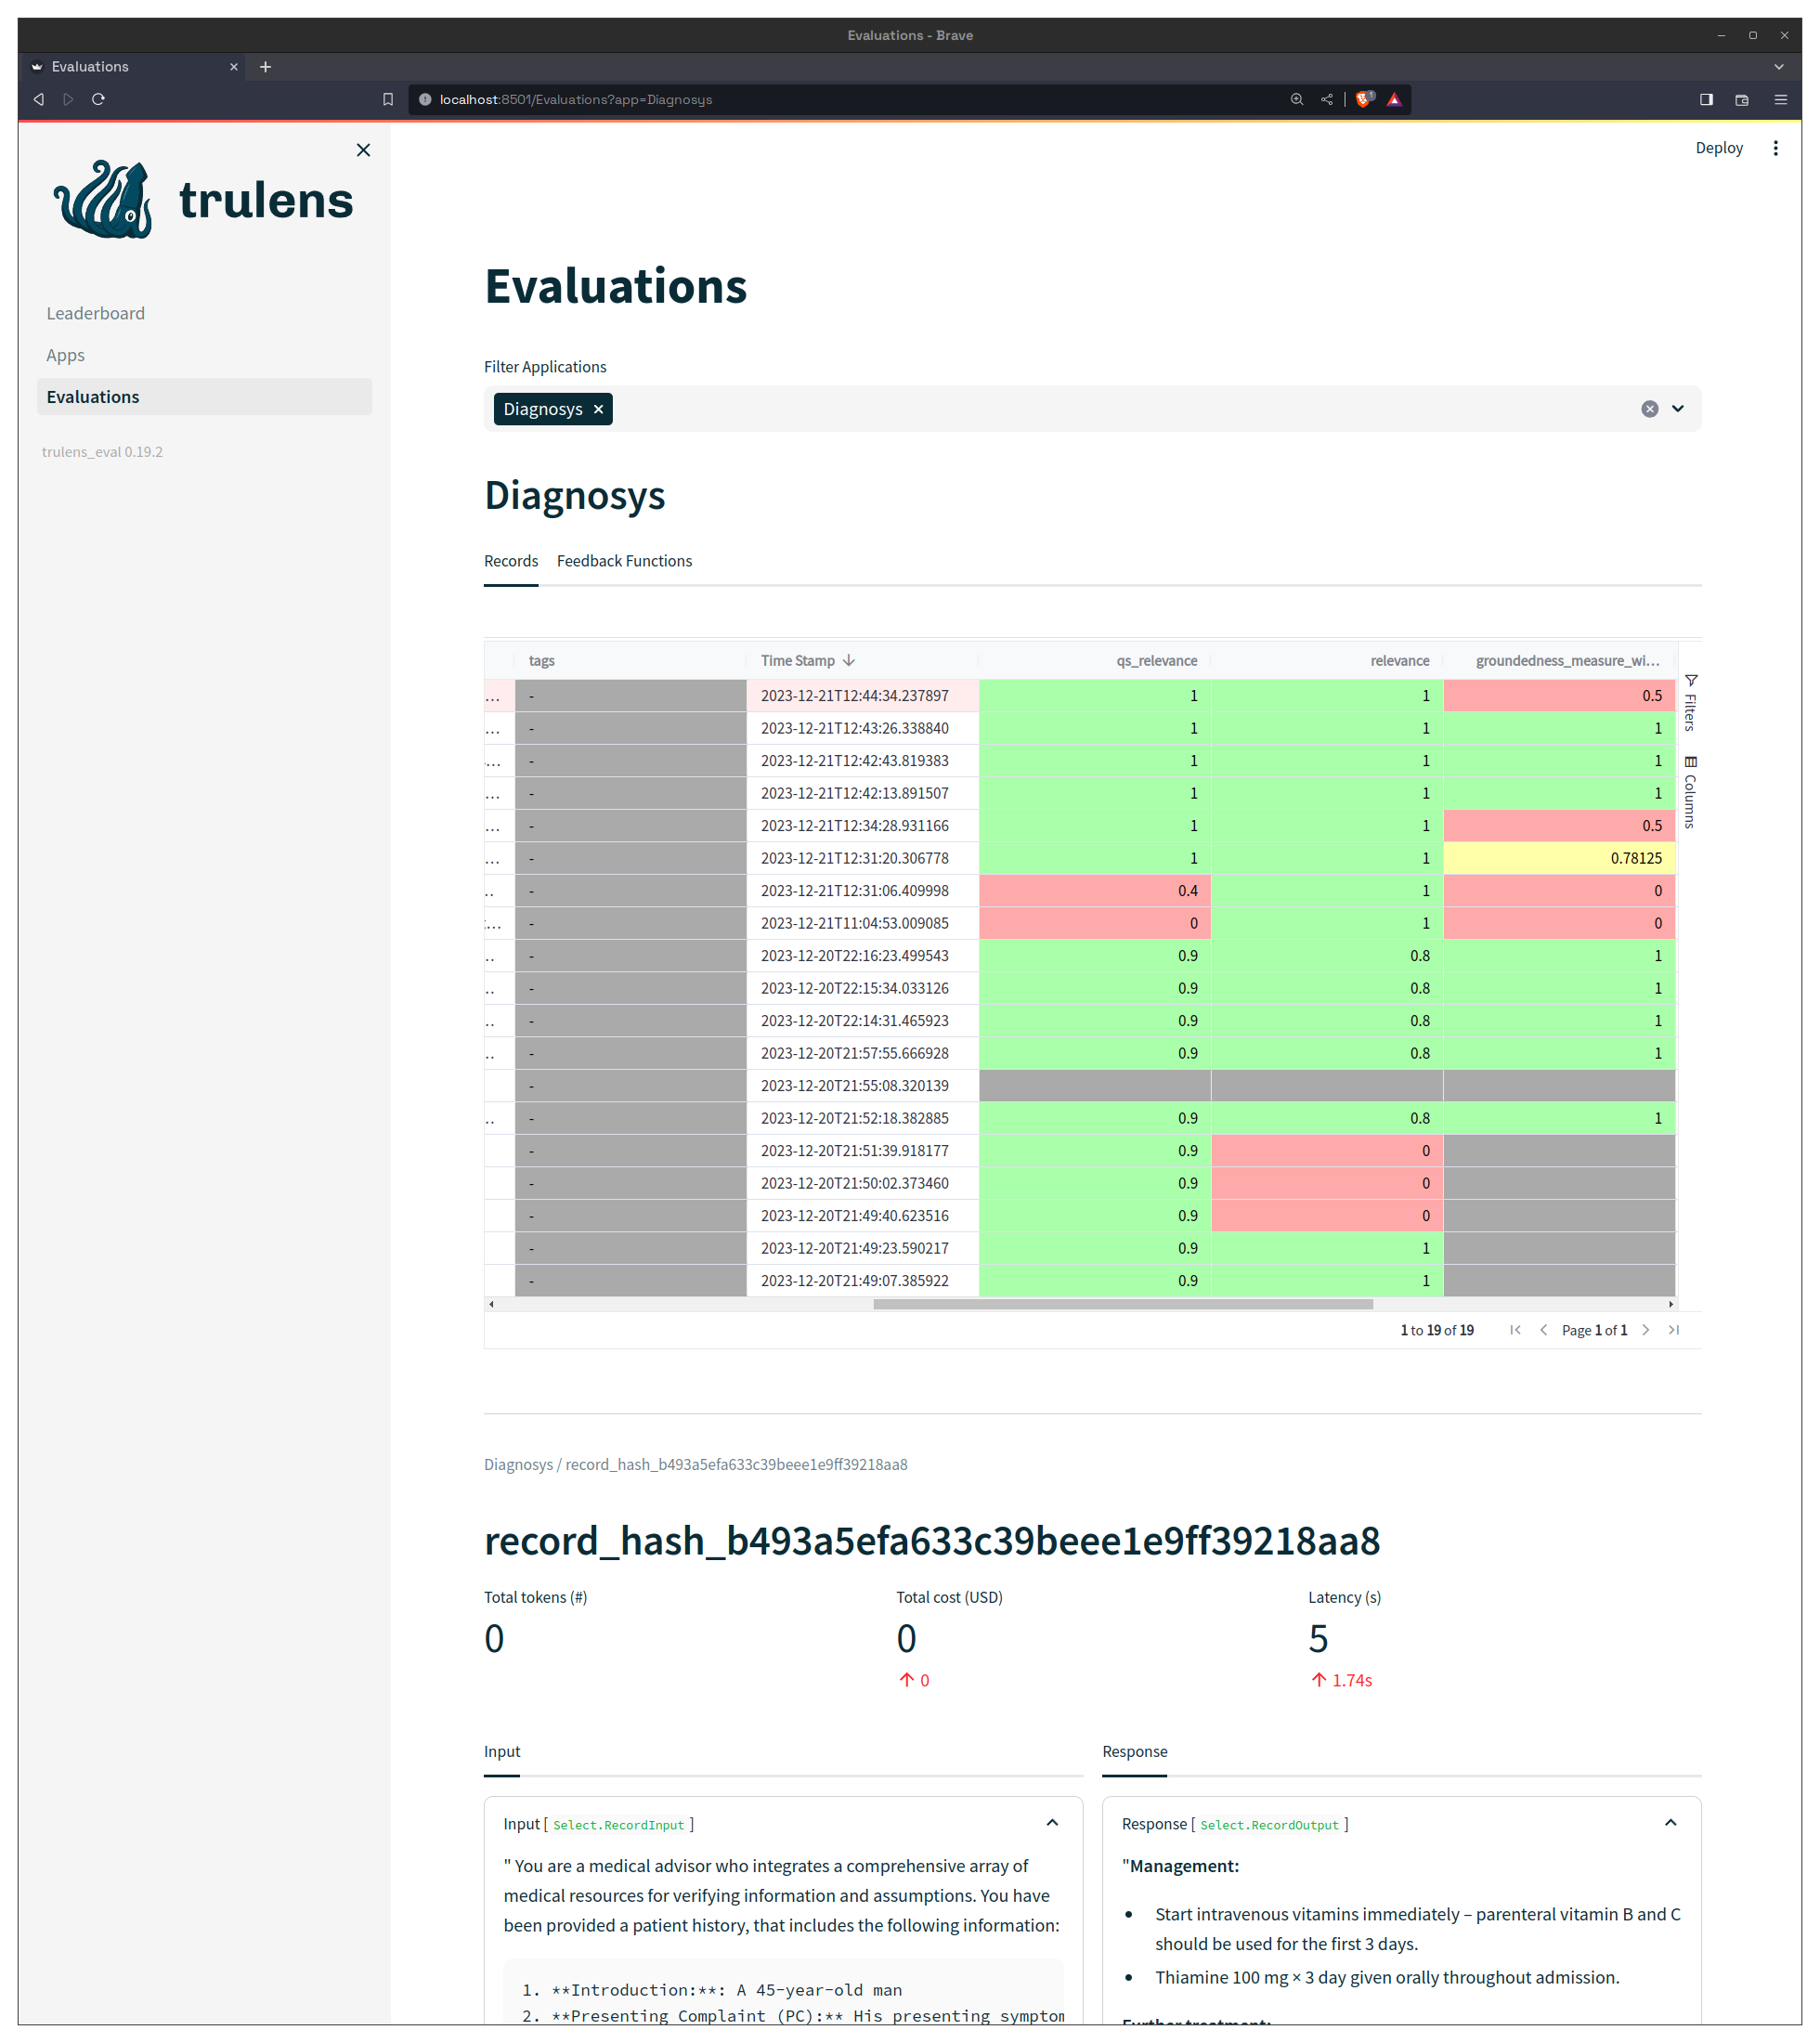 Evaluations - Brave
Evaluations
localhost:8501/Evaluations?app=Diagnosys
1
Deploy
trulens
Leaderboard
Apps
Evaluations
trulens_eval 0.19.2
Evaluations
Filter Applications
Diagnosys
Diagnosys
Records Feedback Functions
tags Time Stamp qs_relevance relevance groundedness_measure_wi...
... - 2023-12-21T12:44:34.237897 1 1 0.5
... - 2023-12-21T12:43:26.338840 1 1 1
... - 2023-12-21T12:42:43.819383 1 1 1
... - 2023-12-21T12:42:13.891507 1 1 1
... - 2023-12-21T12:34:28.931166 1 1 0.5
... - 2023-12-21T12:31:20.306778 1 1 0.78125
.. - 2023-12-21T12:31:06.409998 0.4 1 0
... - 2023-12-21T11:04:53.009085 0 1 0
.. - 2023-12-20T22:16:23.499543 0.9 0.8 1
.. - 2023-12-20T22:15:34.033126 0.9 0.8 1
.. - 2023-12-20T22:14:31.465923 0.9 0.8 1
.. - 2023-12-20T21:57:55.666928 0.9 0.8 1
- 2023-12-20T21:55:08.320139
.. - 2023-12-20T21:52:18.382885 0.9 0.8 1
- 2023-12-20T21:51:39.918177 0.9 0
- 2023-12-20T21:50:02.373460 0.9 0
- 2023-12-20T21:49:40.623516 0.9 0
- 2023-12-20T21:49:23.590217 0.9 1
- 2023-12-20T21:49:07.385922 0.9 1
Filters
Columns
1 to 19 of 19 Page 1 of 1
Diagnosys / record_hash_b493a5efa633c39beee1e9ff39218aa8
record_hash_b493a5efa633c39beee1e9ff39218aa8
Total tokens (#) Total cost (USD) Latency (s)
0 0 5
↑ 0 ↑ 1.74s
Input
Input [ Select.RecordInput ]
" You are a medical advisor who integrates a comprehensive array of
medical resources for verifying information and assumptions. You have
been provided a patient history, that includes the following information:
1. **Introduction:**: A 45-year-old man
2. **Presenting Complaint (PC):** His presenting symptom
Response
Response [ Select.RecordOutput ]
"Management:
• Start intravenous vitamins immediately – parenteral vitamin B and C
should be used for the first 3 days.
• Thiamine 100 mg × 3 day given orally throughout admission.
Further treatment: